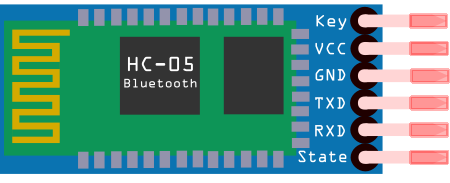 HC-05
Bluetooth
Key
VCC
GND
TXD
RXD
State